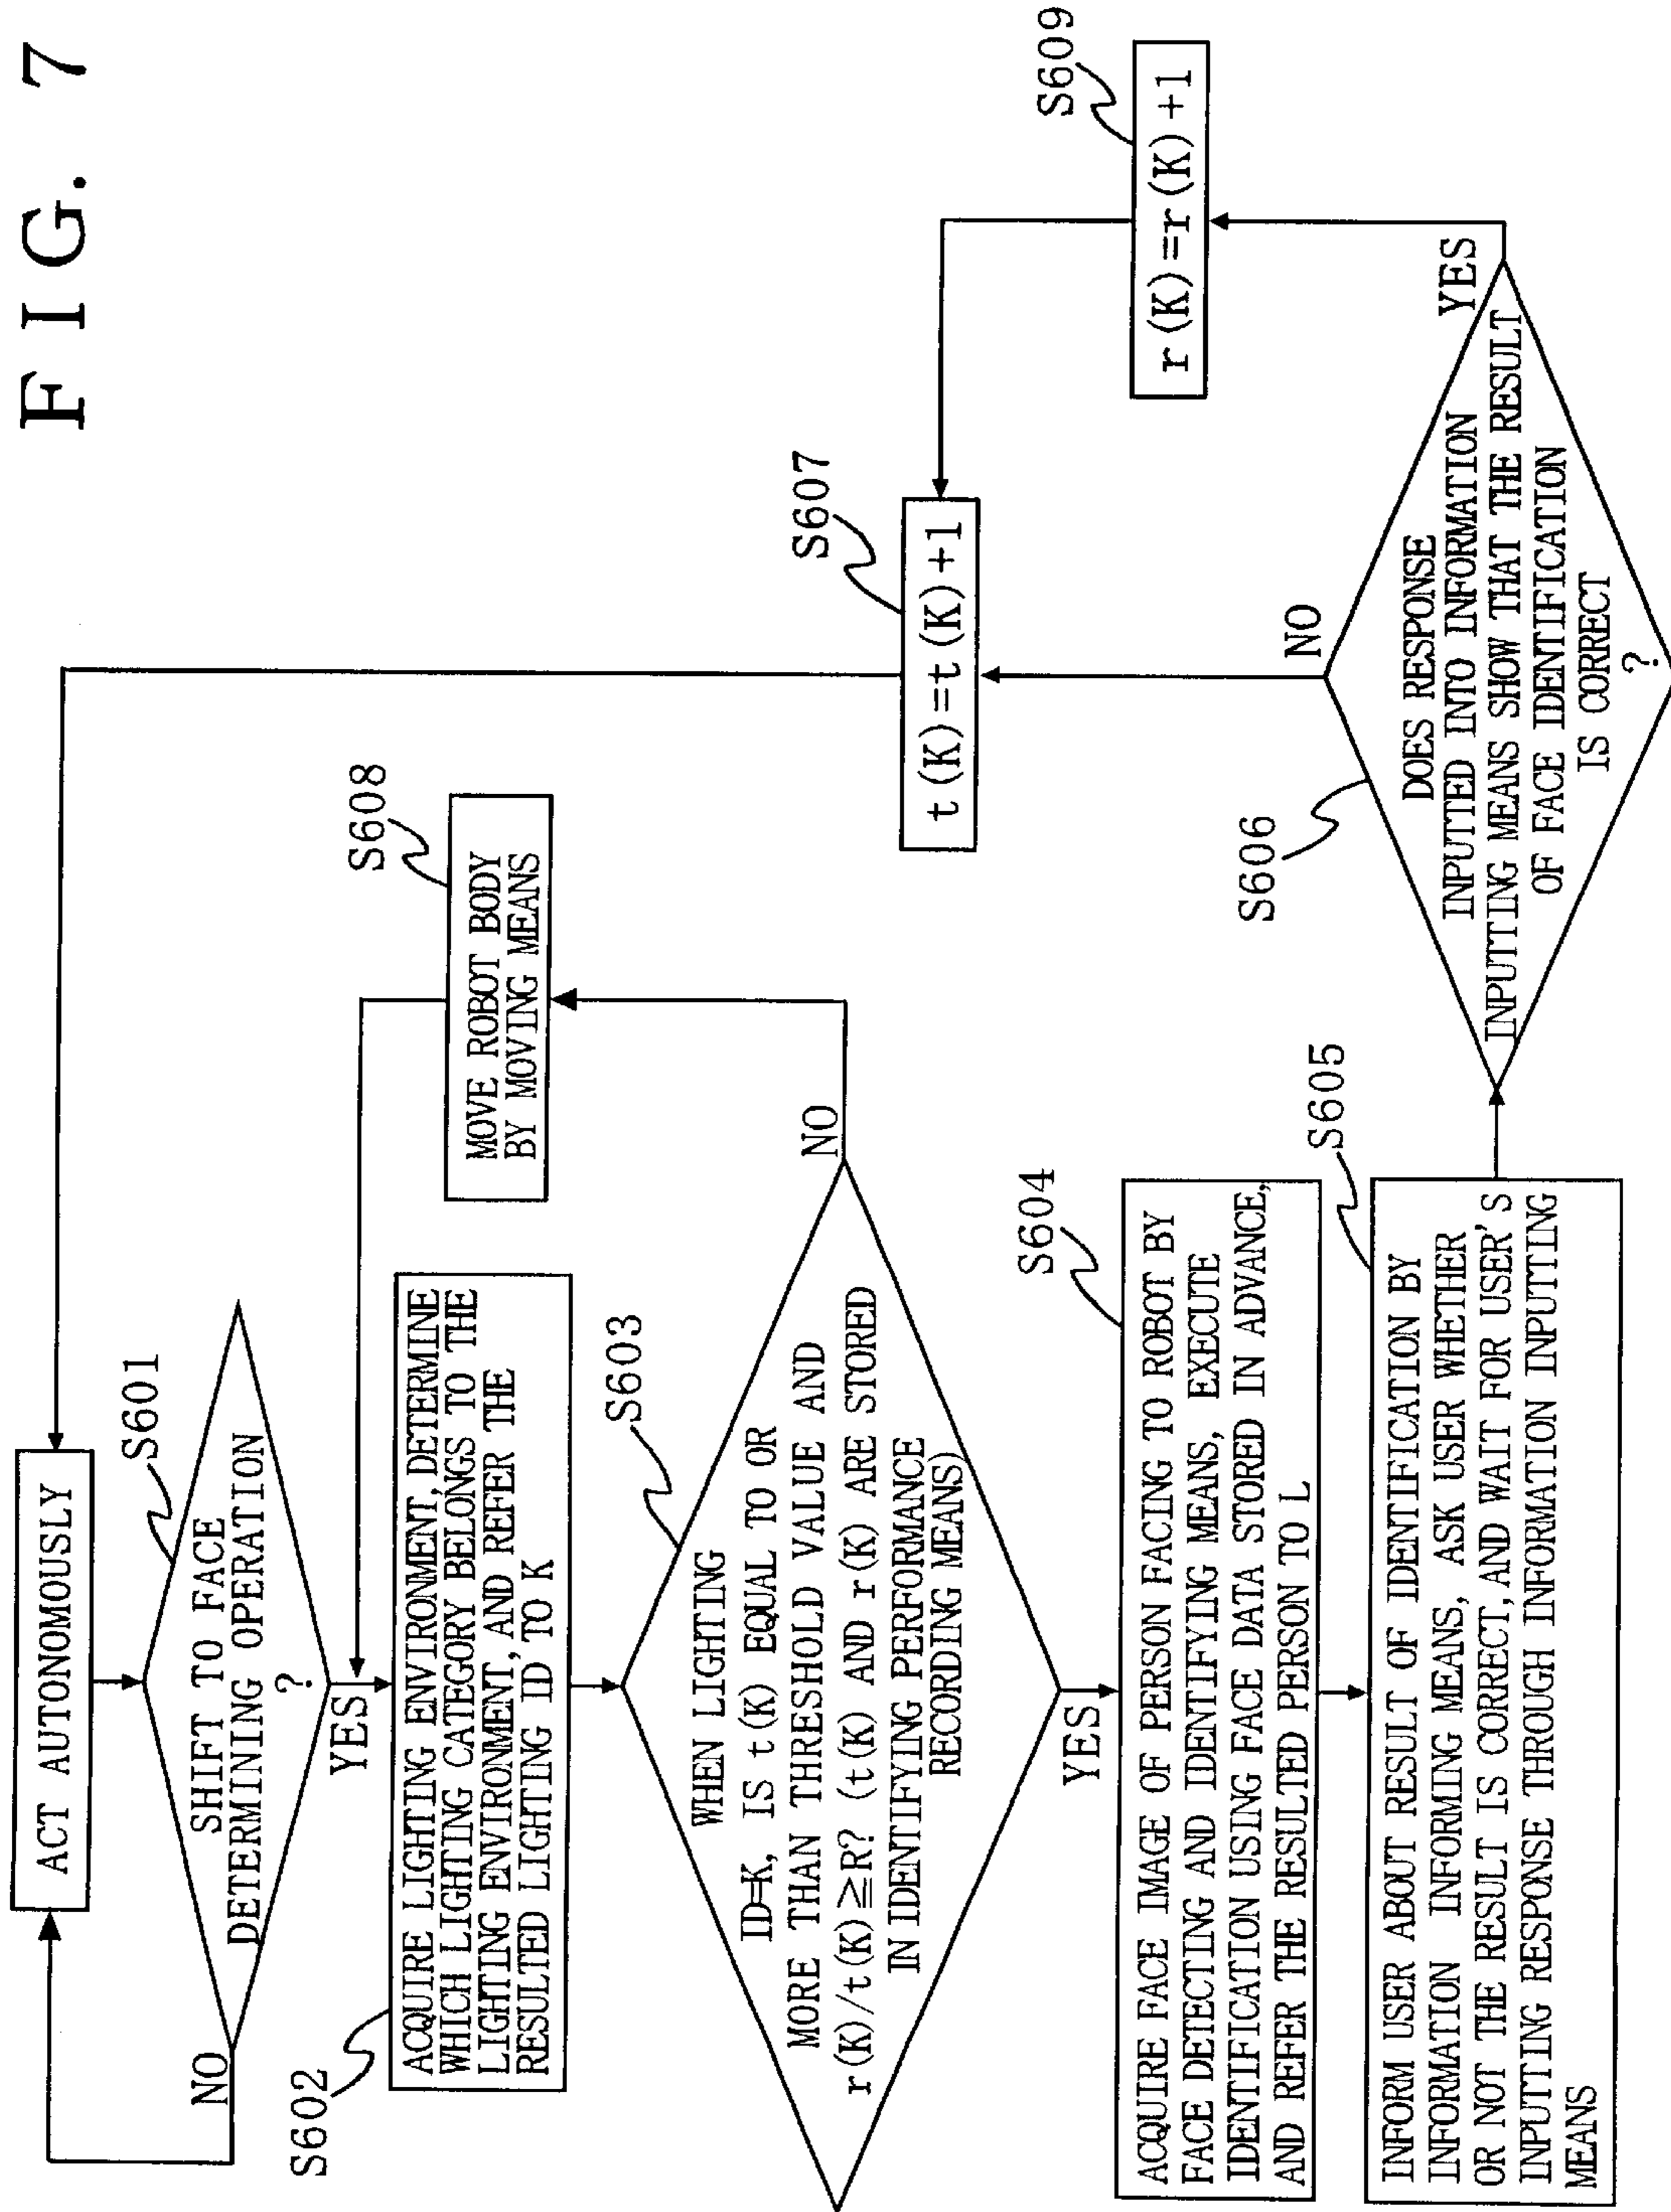 FIG. 7
ACT AUTONOMOUSLY
S601
SHIFT TO FACE
DETERMINING OPERATION
?
NO
YES
S602
ACQUIRE LIGHTING ENVIRONMENT, DETERMINE
WHICH LIGHTING CATEGORY BELONGS TO THE
LIGHTING ENVIRONMENT, AND REFER THE
RESULTED LIGHTING ID TO K
S608
MOVE ROBOT BODY
BY MOVING MEANS
S603
WHEN LIGHTING
ID=K, IS t(K) EQUAL TO OR
MORE THAN THRESHOLD VALUE AND
r(K)/t(K)≧R? (t(K) AND r(K) ARE STORED
IN IDENTIFYING PERFORMANCE
RECORDING MEANS)
NO
YES
S604
ACQUIRE FACE IMAGE OF PERSON FACING TO ROBOT BY
FACE DETECTING AND IDENTIFYING MEANS, EXECUTE
IDENTIFICATION USING FACE DATA STORED IN ADVANCE,
AND REFER THE RESULTED PERSON TO L
S605
INFORM USER ABOUT RESULT OF IDENTIFICATION BY
INFORMATION INFORMING MEANS, ASK USER WHETHER
OR NOT THE RESULT IS CORRECT, AND WAIT FOR USER'S
INPUTTING RESPONSE THROUGH INFORMATION INPUTING
MEANS
S606
DOES RESPONSE
INPUTED INTO INFORMATION
INPUTTING MEANS SHOW THAT THE RESULT
OF FACE IDENTIFICATION
IS CORRECT
?
NO
YES
S607
t(K)=t(K)+1
S609
r(K)=r(K)+1